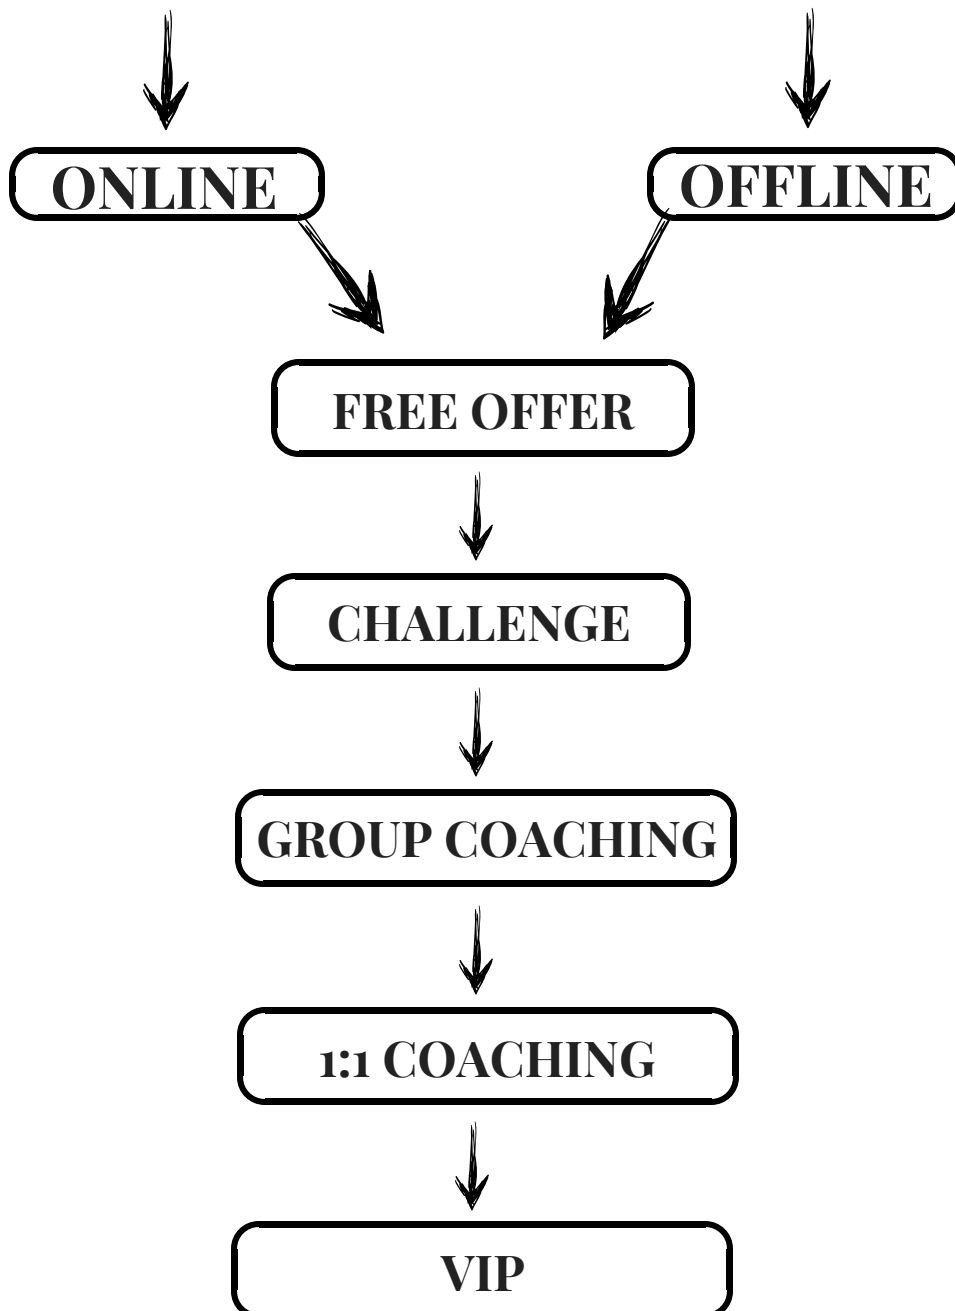 ONLINE
OFFLINE
FREE OFFER
CHALLENGE
GROUP COACHING
1:1 COACHING
VIP